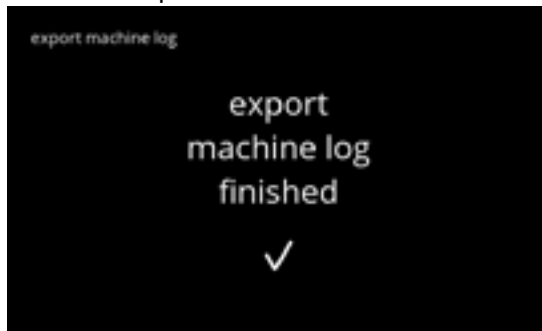 export machine log
export
machine log
finished